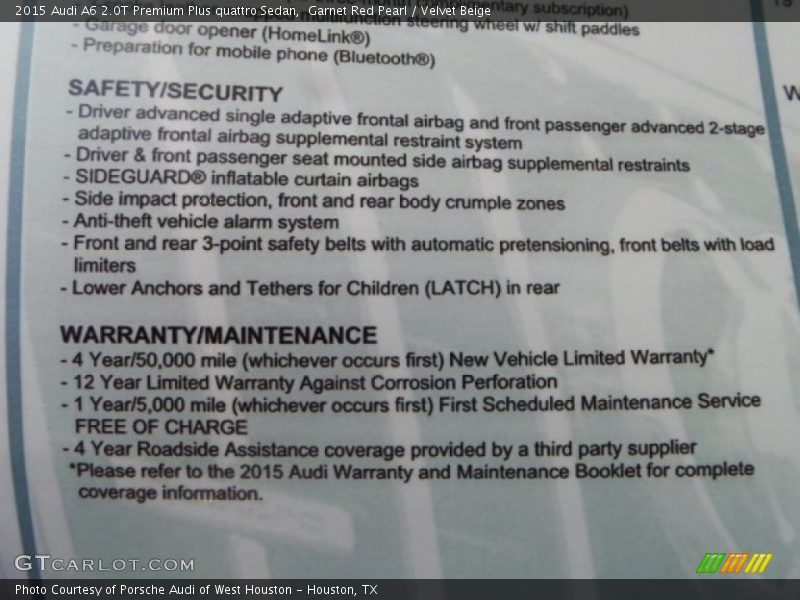 2015 Audi A6 2.0T Premium Plus quattro Sedan, Garnet Red Pearl / Velvet Beige
subscription)
multifunction steering wheel w/ shift paddles
- Garage door opener (HomeLink®)
- Preparation for mobile phone (Bluetooth®)
SAFETY/SECURITY
- Driver advanced single adaptive frontal airbag and front passenger advanced 2-stage
adaptive frontal airbag supplemental restraint system
- Driver & front passenger seat mounted side airbag supplemental restraints
- SIDEGUARD® inflatable curtain airbags
- Side impact protection, front and rear body crumple zones
- Anti-theft vehicle alarm system
- Front and rear 3-point safety belts with automatic pretensioning, front belts with load
limiters
- Lower Anchors and Tethers for Children (LATCH) in rear
WARRANTY/MAINTENANCE
- 4 Year/50,000 mile (whichever occurs first) New Vehicle Limited Warranty*
- 12 Year Limited Warranty Against Corrosion Perforation
- 1 Year/5,000 mile (whichever occurs first) First Scheduled Maintenance Service
FREE OF CHARGE
- 4 Year Roadside Assistance coverage provided by a third party supplier
*Please refer to the 2015 Audi Warranty and Maintenance Booklet for complete
coverage information.
GTCARLOT.COM
Photo Courtesy of Porsche Audi of West Houston - Houston, TX